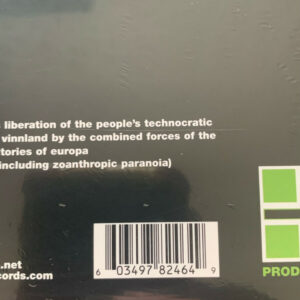 liberation of the people's technocratic
vinnland by the combined forces of the
tories of europa
including zoanthropic paranoia)
.net
cords.com
6 03497 82464 9
PROD